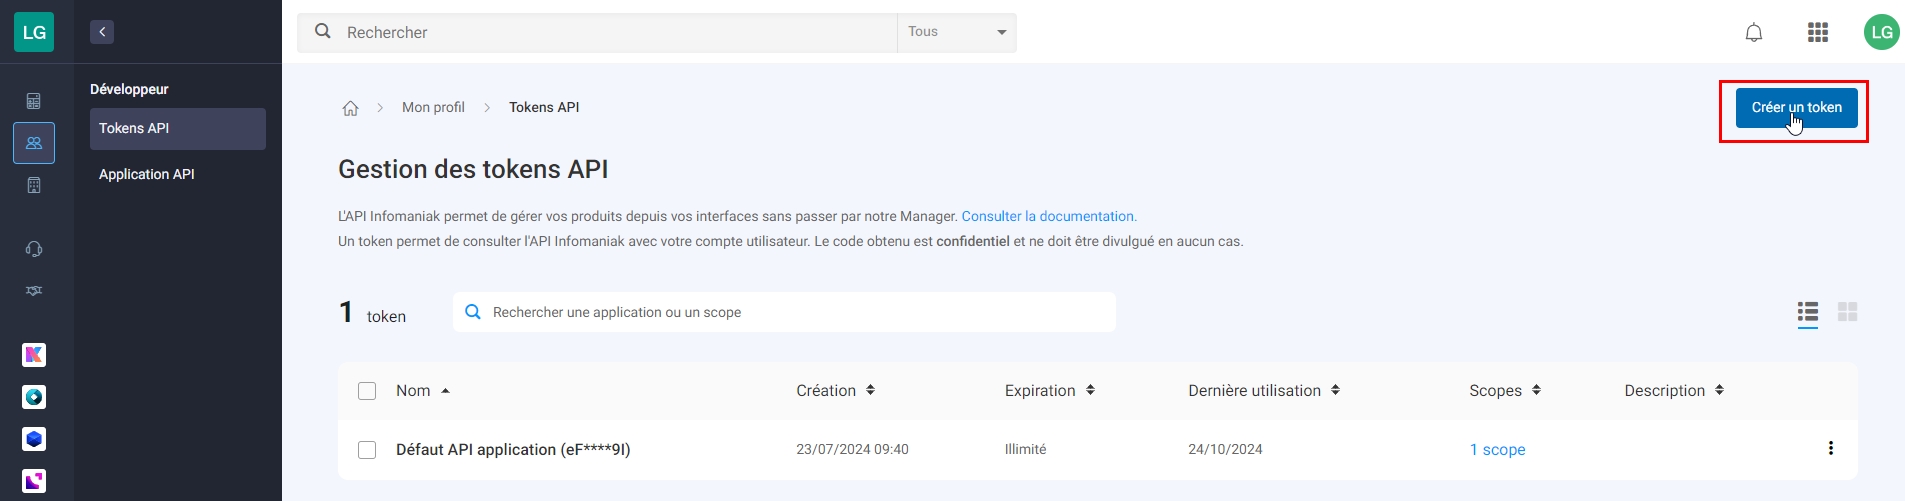 LG
Rechercher
Tous
LG
Développeur
Tokens API
Application API
Mon profil
Tokens API
Créer un token
Gestion des tokens API
L'API Infomaniak permet de gérer vos produits depuis vos interfaces sans passer par notre Manager. Consulter la documentation.
Un token permet de consulter l'API Infomaniak avec votre compte utilisateur. Le code obtenu est confidentiel et ne doit être divulgué en aucun cas.
1 token
Rechercher une application ou un scope
Nom Création Expiration Dernière utilisation Scopes Description
Défaut API application (eF****9I) 23/07/2024 09:40 Illimité 24/10/2024 1 scope